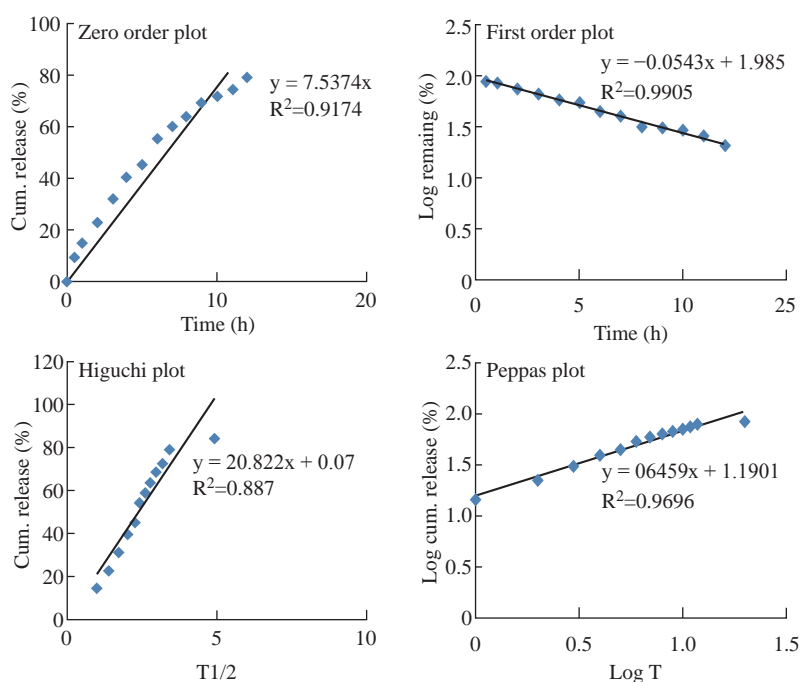 Zero order plot
Cum. release (%)
100
80
60
40
20
0
y = 7.5374x
R²=0.9174
0
10
20
Time (h)
First order plot
Log remaing (%)
2.5
2.0
1.5
1.0
0.5
0
y = −0.0543x + 1.985
R²=0.9905
0
5
10
25
Time (h)
Higuchi plot
Cum. release (%)
120
100
80
60
40
20
0
y = 20.822x + 0.07
R²=0.887
0
5
10
T1/2
Peppas plot
Log cum. release (%)
2.5
2.0
1.5
1.0
0.5
0
y = 06459x + 1.1901
R²=0.9696
0
0.5
1.0
1.5
Log T